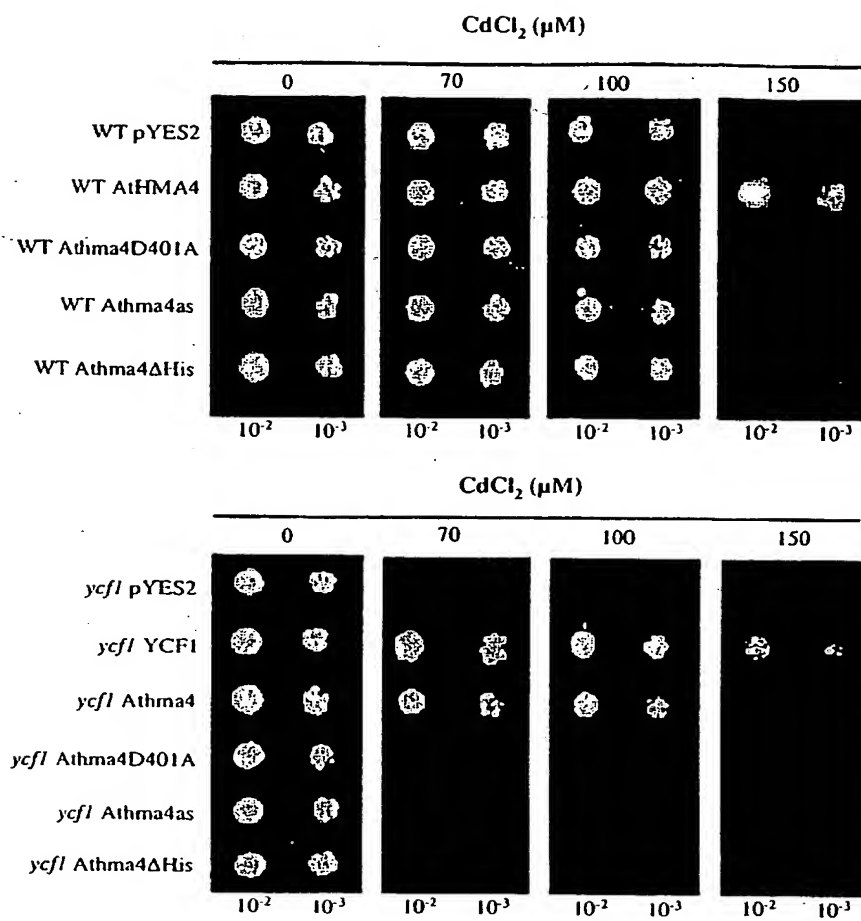 CdCl₂ (µM)
0 70 100 150
WT pYES2
WT AtHMA4
WT Athma4D401A
WT Athma4as
WT Athma4ΔHis
10⁻² 10⁻³ 10⁻² 10⁻³ 10⁻² 10⁻³ 10⁻² 10⁻³
CdCl₂ (µM)
0 70 100 150
ycf1 pYES2
ycf1 YCF1
ycf1 Athma4
ycf1 Athma4D401A
ycf1 Athma4as
ycf1 Athma4ΔHis
10⁻² 10⁻³ 10⁻² 10⁻³ 10⁻² 10⁻³ 10⁻² 10⁻³